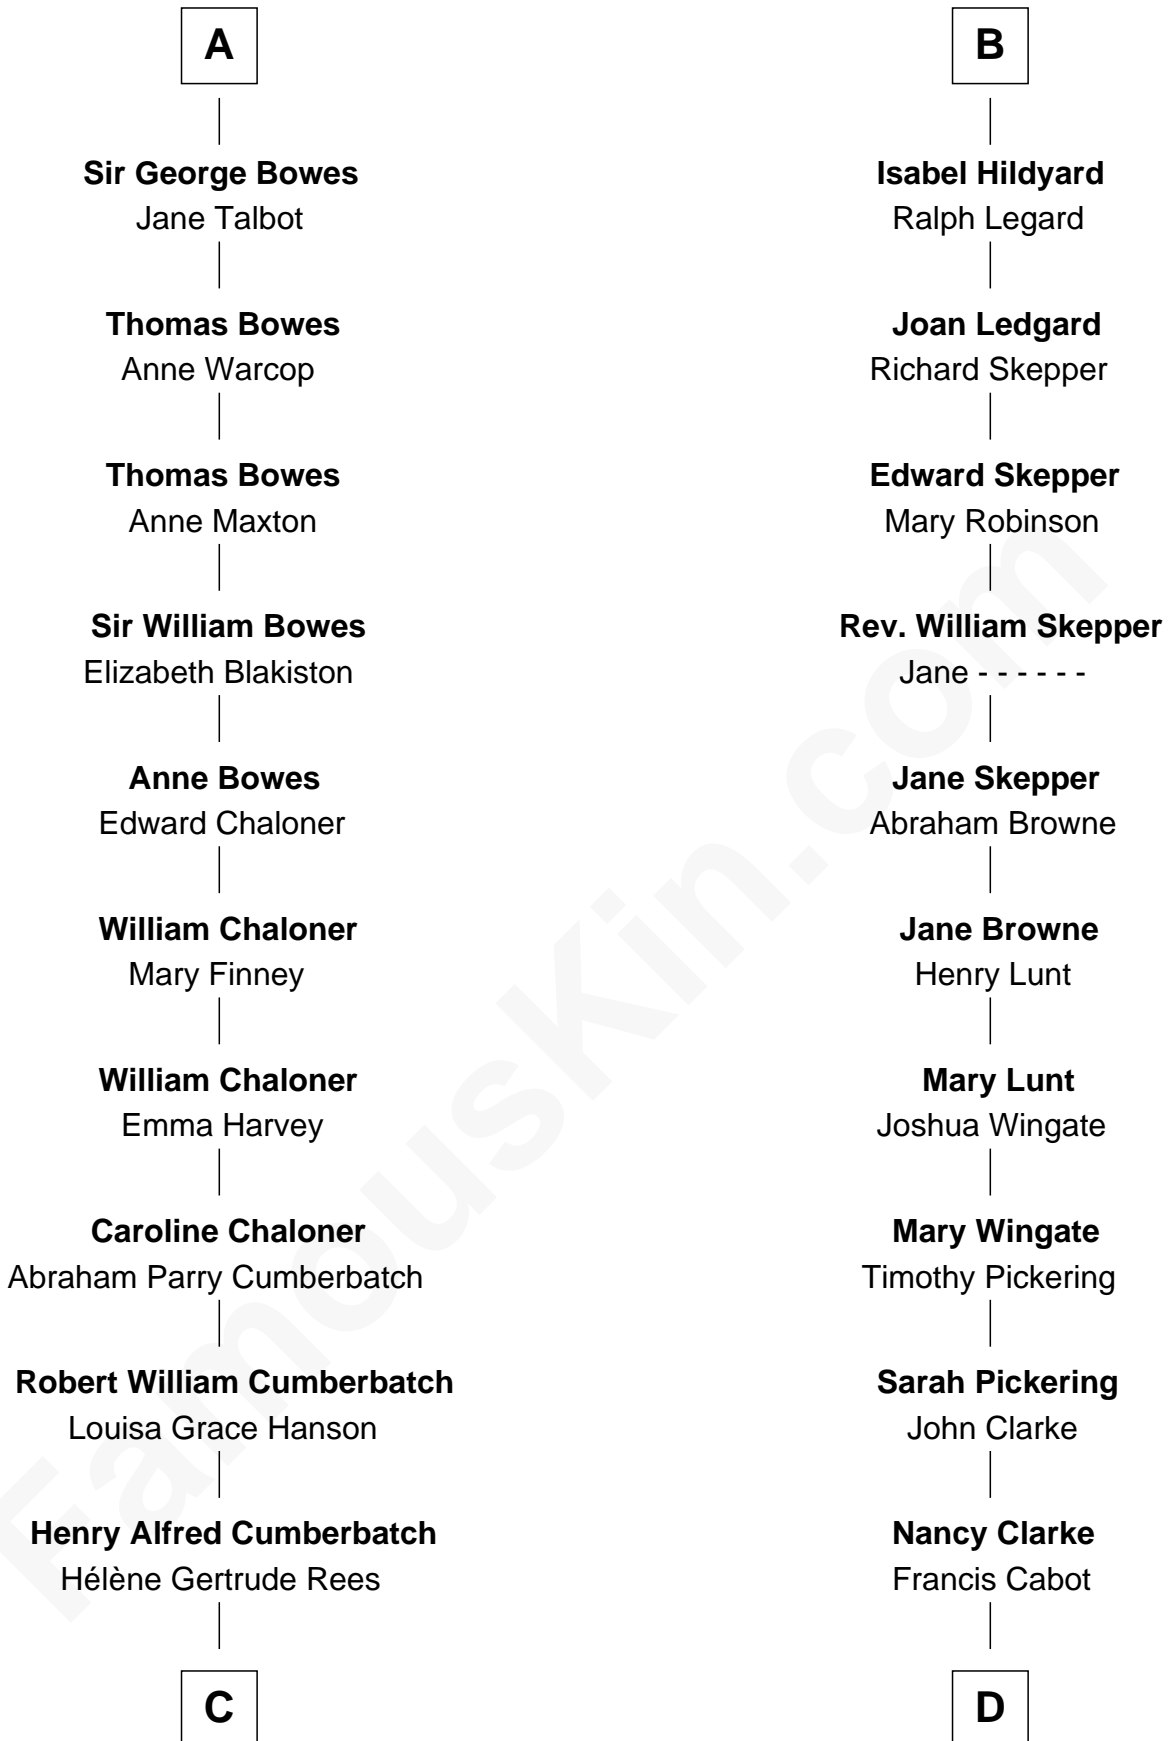 A
Sir George Bowes
Jane Talbot
Thomas Bowes
Anne Warcop
Thomas Bowes
Anne Maxton
Sir William Bowes
Elizabeth Blakiston
Anne Bowes
Edward Chaloner
William Chaloner
Mary Finney
William Chaloner
Emma Harvey
Caroline Chaloner
Abraham Parry Cumberbatch
Robert William Cumberbatch
Louisa Grace Hanson
Henry Alfred Cumberbatch
Hélène Gertrude Rees
C
B
Isabel Hildyard
Ralph Legard
Joan Ledgard
Richard Skepper
Edward Skepper
Mary Robinson
Rev. William Skepper
Jane - - - - - -
Jane Skepper
Abraham Browne
Jane Browne
Henry Lunt
Mary Lunt
Joshua Wingate
Mary Wingate
Timothy Pickering
Sarah Pickering
John Clarke
Nancy Clarke
Francis Cabot
D
FamousKin.com